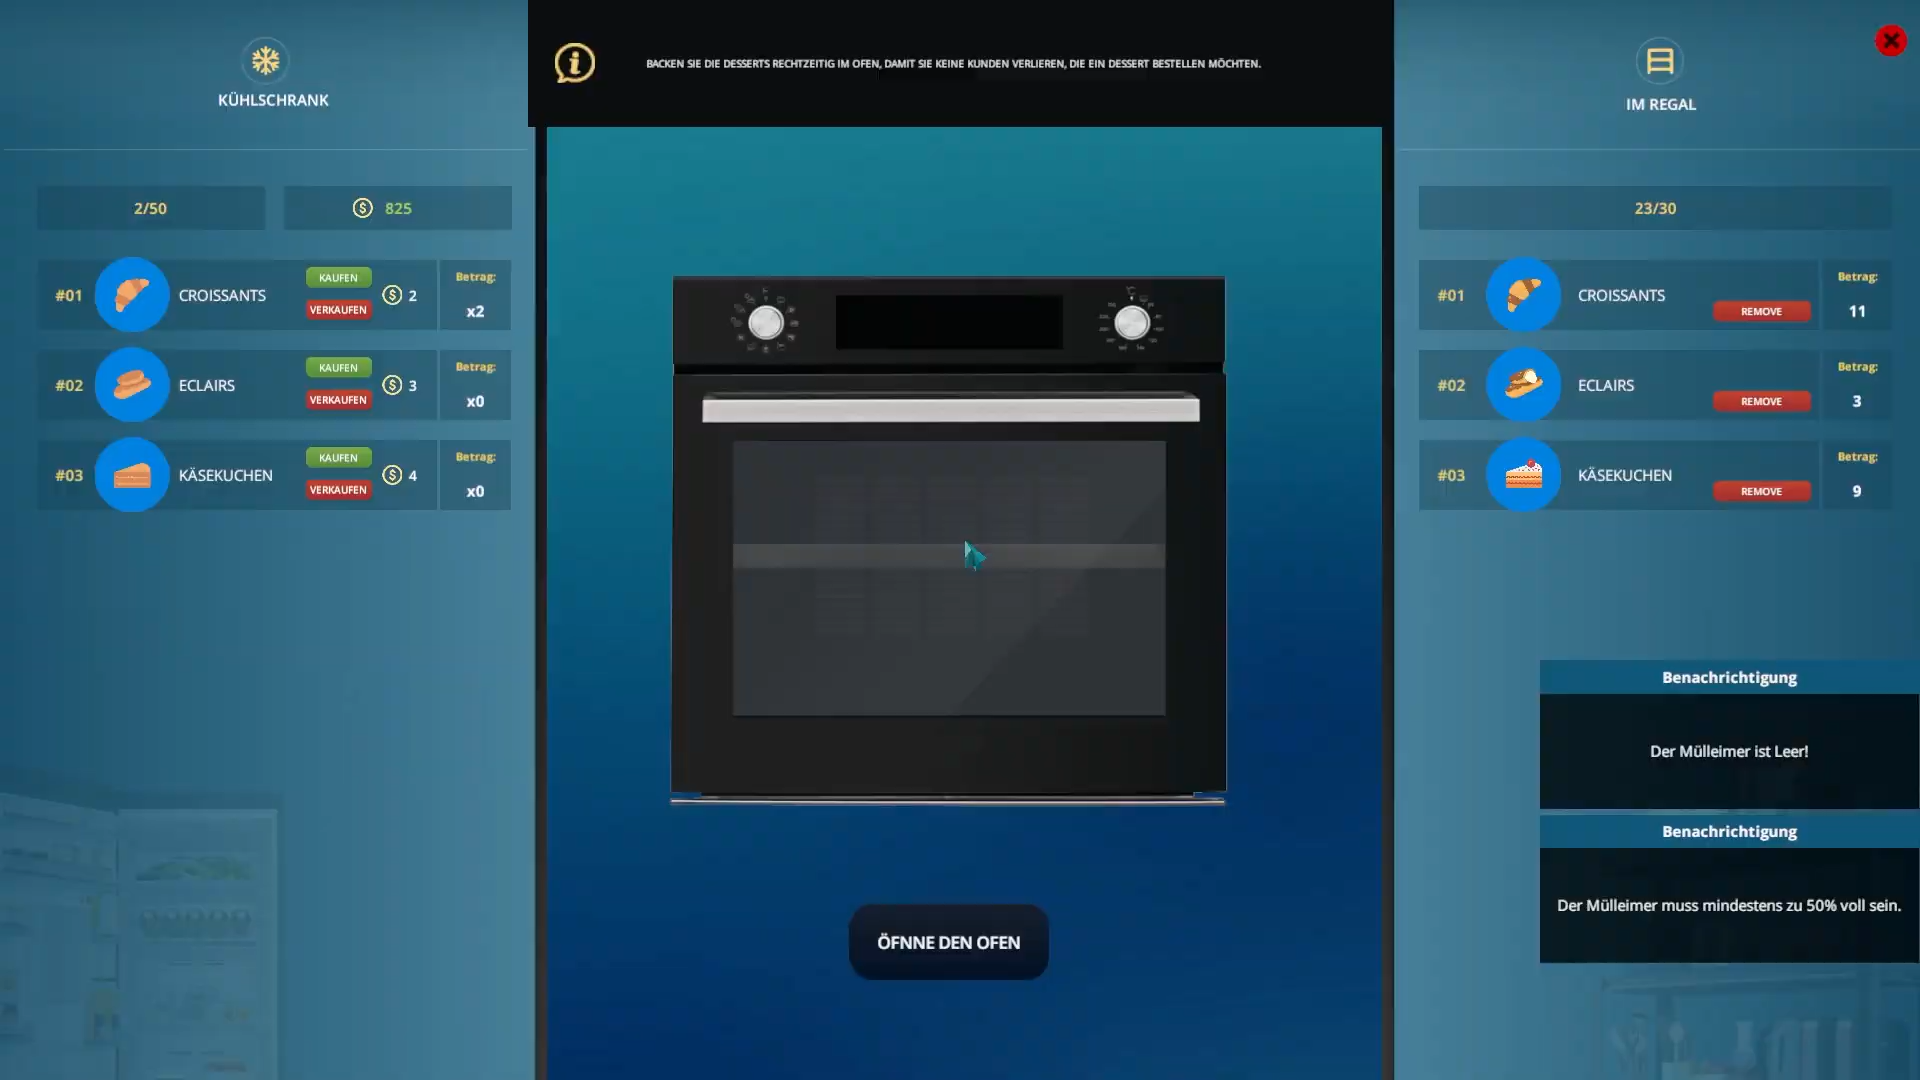 KÜHLSCHRANK
2/50
825
#01
CROISSANTS
KAUFEN
VERKAUFEN
2
Betrag:
x2
#02
ECLAIRS
KAUFEN
VERKAUFEN
3
Betrag:
x0
#03
KÄSEKUCHEN
KAUFEN
VERKAUFEN
4
Betrag:
x0
BACKEN SIE DIE DESSERTS RECHTZEITIG IM OFEN, DAMIT SIE KEINE KUNDEN VERLIEREN, DIE EIN DESSERT BESTELLEN MÖCHTEN.
ÖFNNE DEN OFEN
IM REGAL
23/30
#01
CROISSANTS
REMOVE
Betrag:
11
#02
ECLAIRS
REMOVE
Betrag:
3
#03
KÄSEKUCHEN
REMOVE
Betrag:
9
Benachrichtigung
Der Mülleimer ist Leer!
Benachrichtigung
Der Mülleimer muss mindestens zu 50% voll sein.